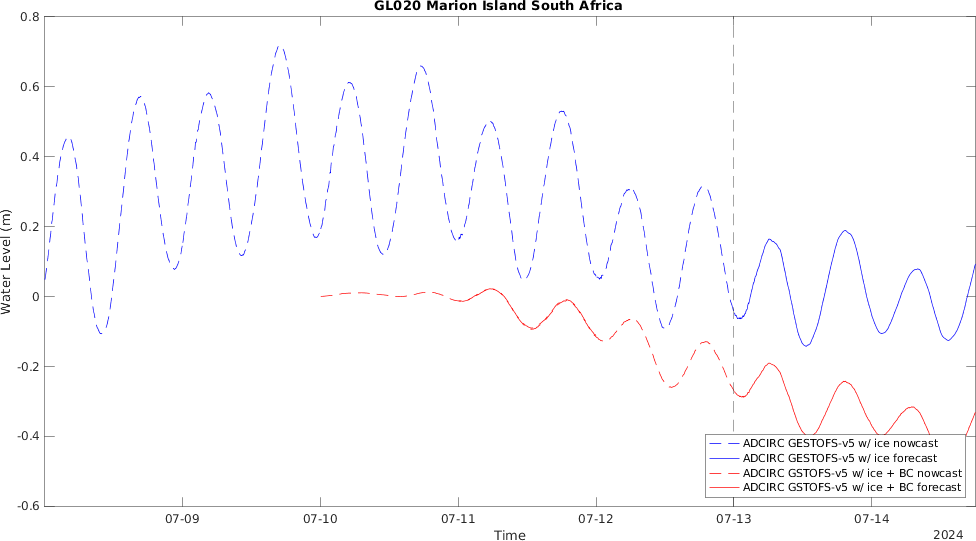 GL020 Marion Island South Africa
0.8
0.6
0.4
0.2
0
-0.2
-0.4
-0.6
Water Level (m)
ADCIRC GESTOFS-v5 w/ ice nowcast
ADCIRC GESTOFS-v5 w/ ice forecast
ADCIRC GSTOFS-v5 w/ ice + BC nowcast
ADCIRC GSTOFS-v5 w/ ice + BC forecast
07-09 07-10 07-11 07-12 07-13 07-14
Time
2024